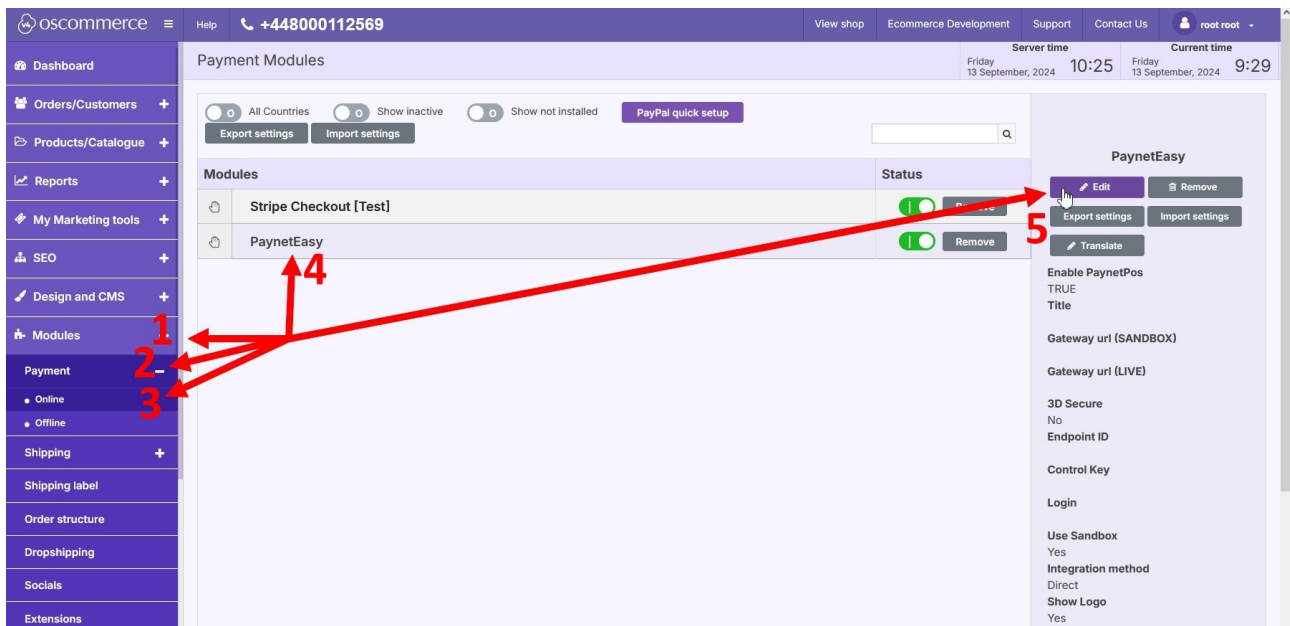 oscommerce
Help
+448000112569
View shop
Ecommerce Development
Support
Contact Us
root root
Dashboard
Orders/Customers
Products/Catalogue
Reports
My Marketing tools
SEO
Design and CMS
Modules
Payment
Online
Offline
Shipping
Shipping label
Order structure
Dropshipping
Socials
Extensions
Payment Modules
Server time
Friday
13 September, 2024
10:25
Current time
Friday
13 September, 2024
9:29
All Countries
Show inactive
Show not installed
PayPal quick setup
Export settings
Import settings
Modules
Status
Stripe Checkout [Test]
PaynetEasy
Remove
1
2
3
4
5
PaynetEasy
Edit
Remove
Export settings
Import settings
Translate
Enable PaynetPos
TRUE
Title
Gateway url (SANDBOX)
Gateway url (LIVE)
3D Secure
No
Endpoint ID
Control Key
Login
Use Sandbox
Yes
Integration method
Direct
Show Logo
Yes